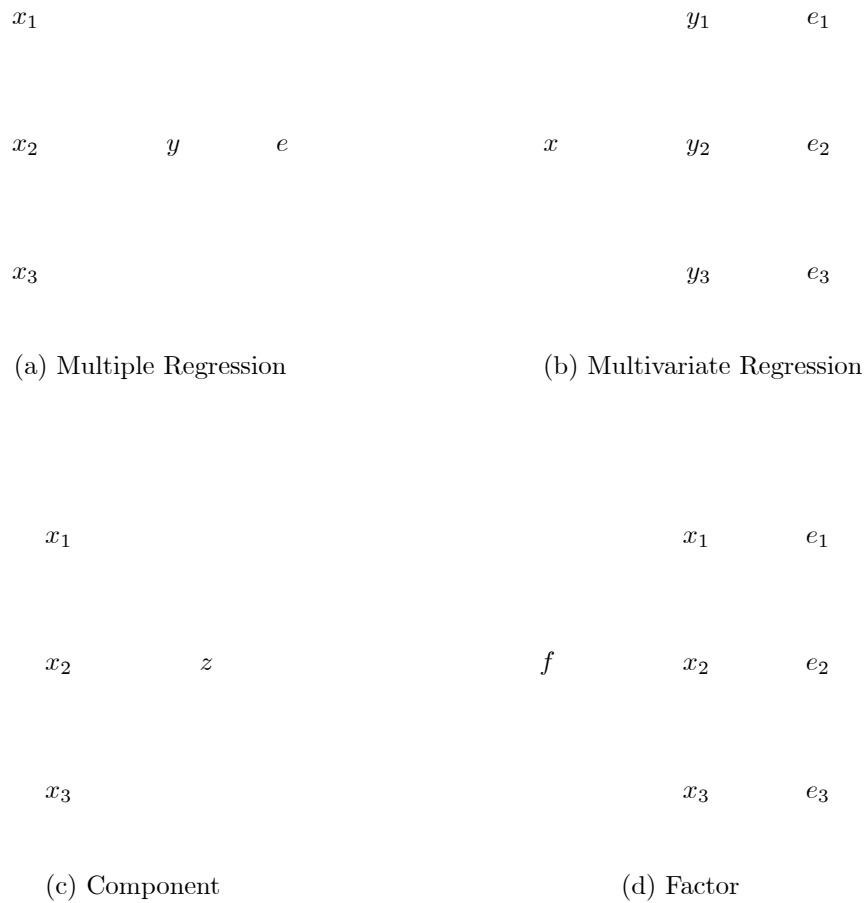 x₁ y₁ e₁
x₂ y e x y₂ e₂
x₃ y₃ e₃
(a) Multiple Regression (b) Multivariate Regression
x₁ x₁ e₁
x₂ z f x₂ e₂
x₃ x₃ e₃
(c) Component (d) Factor